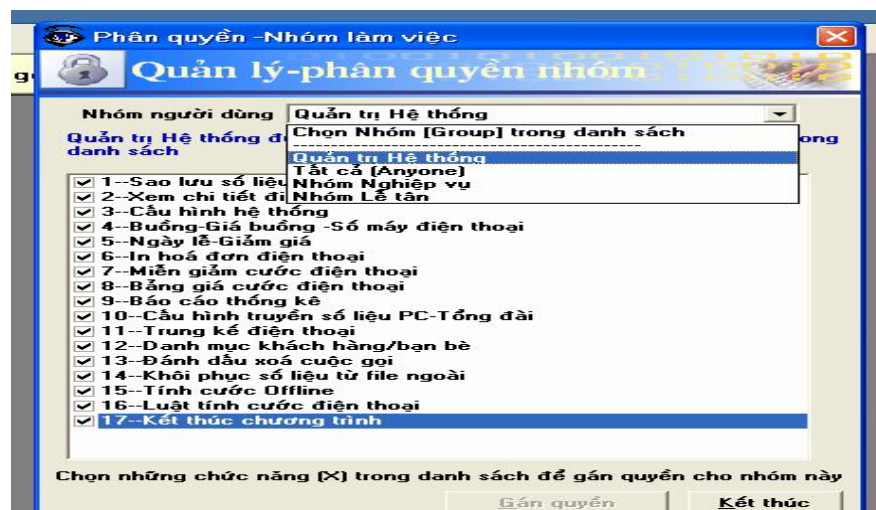 Phân quyền -Nhóm làm việc
Quản lý-phân quyền nhóm
Nhóm người dùng Quản trị Hệ thống
Chọn Nhóm [Group] trong danh sách
----------------------------------------
Quản trị Hệ thống
Tất cả (Anyone)
Nhóm Nghiệp vụ
Nhóm Lễ tân
Quản trị Hệ thống
danh sách
1--Sao lưu số liệu
2--Xem chi tiết
3--Cấu hình hệ thống
4--Buồng-Giá buồng -Số máy điện thoại
5--Ngày lễ-Giảm giá
6--In hoá đơn điện thoại
7--Miễn giảm cước điện thoại
8--Bảng giá cước điện thoại
9--Báo cáo thống kê
10--Cấu hình truyền số liệu PC-Tổng đài
11--Trung kế điện thoại
12--Danh mục khách hàng/bạn bè
13--Đánh dấu xoá cuộc gọi
14--Khôi phục số liệu từ file ngoài
15--Tính cước Offline
16--Luật tính cước điện thoại
17--Kết thúc chương trình
Chọn những chức năng (X) trong danh sách để gán quyền cho nhóm này
Gán quyền Kết thúc